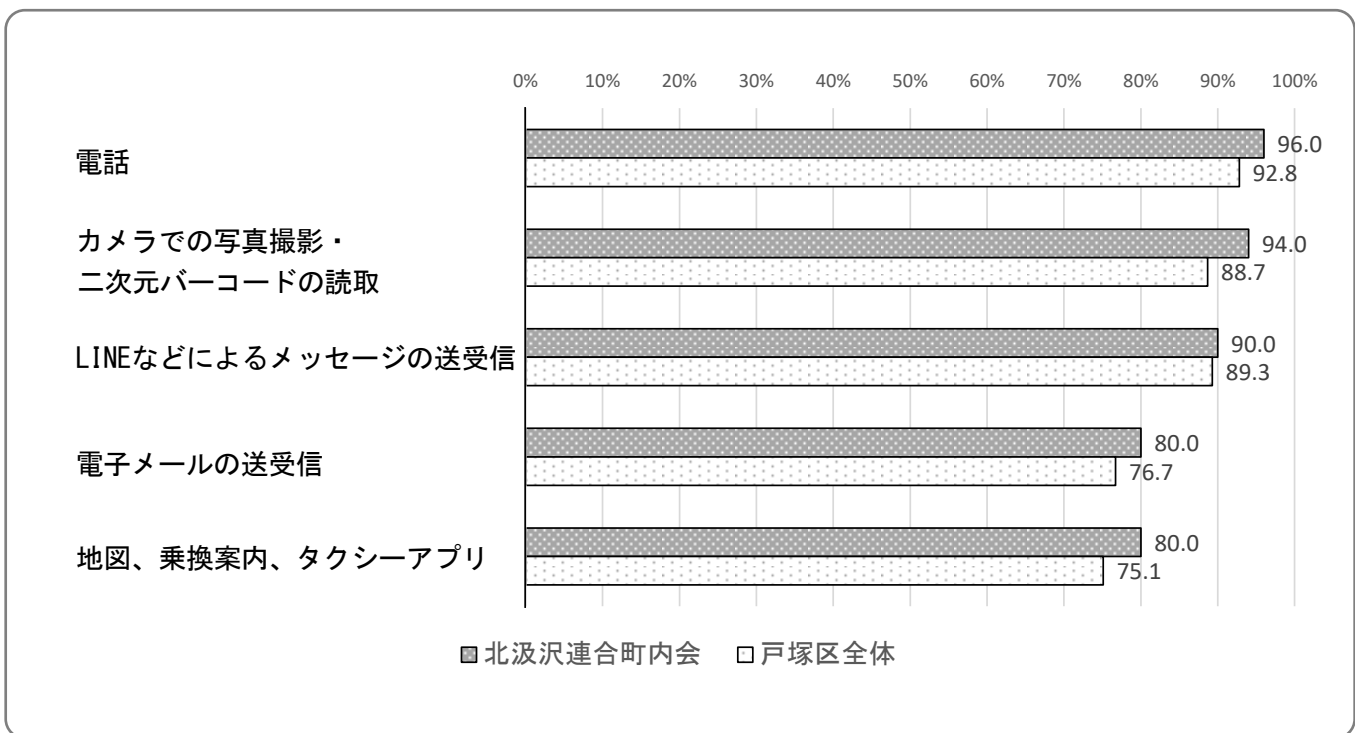 0% 10% 20% 30% 40% 50% 60% 70% 80% 90% 100%
電話
96.0
92.8
カメラでの写真撮影・
二次元バーコードの読取
94.0
88.7
LINEなどによるメッセージの送受信
90.0
89.3
電子メールの送受信
80.0
76.7
地図、乗換案内、タクシーアプリ
80.0
75.1
北汲沢連合町内会 戸塚区全体